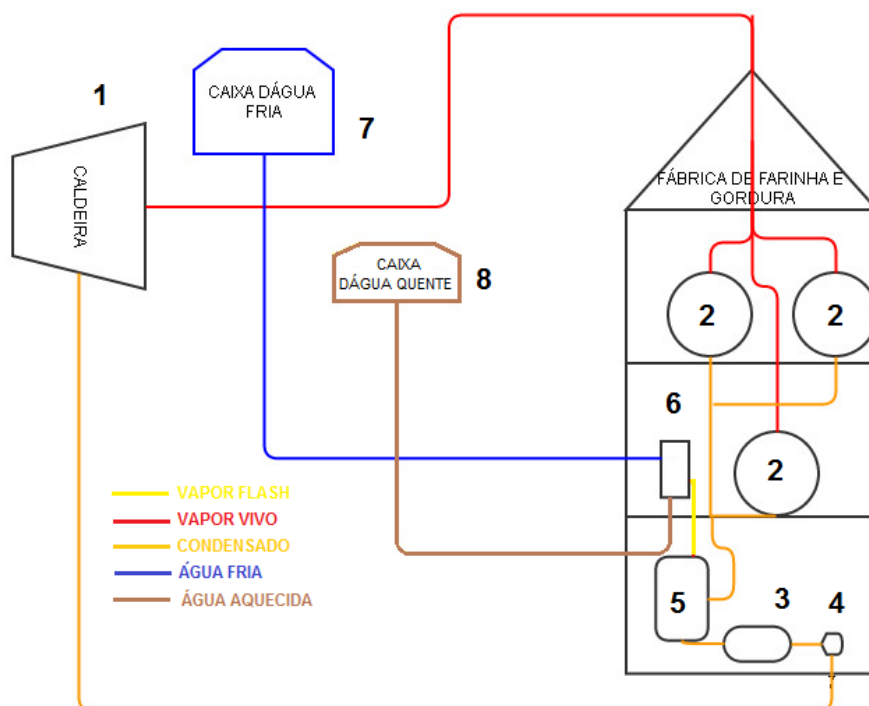 1
CAIXA DÁGUA
FRIA
7
CALDEIRA
FÁBRICA DE FARINHA E
GORDURA
CAIXA
DÁGUA QUENTE
8
2
2
6
2
VAPOR FLASH
VAPOR VIVO
CONDENSADO
ÁGUA FRIA
ÁGUA AQUECIDA
5
3
4